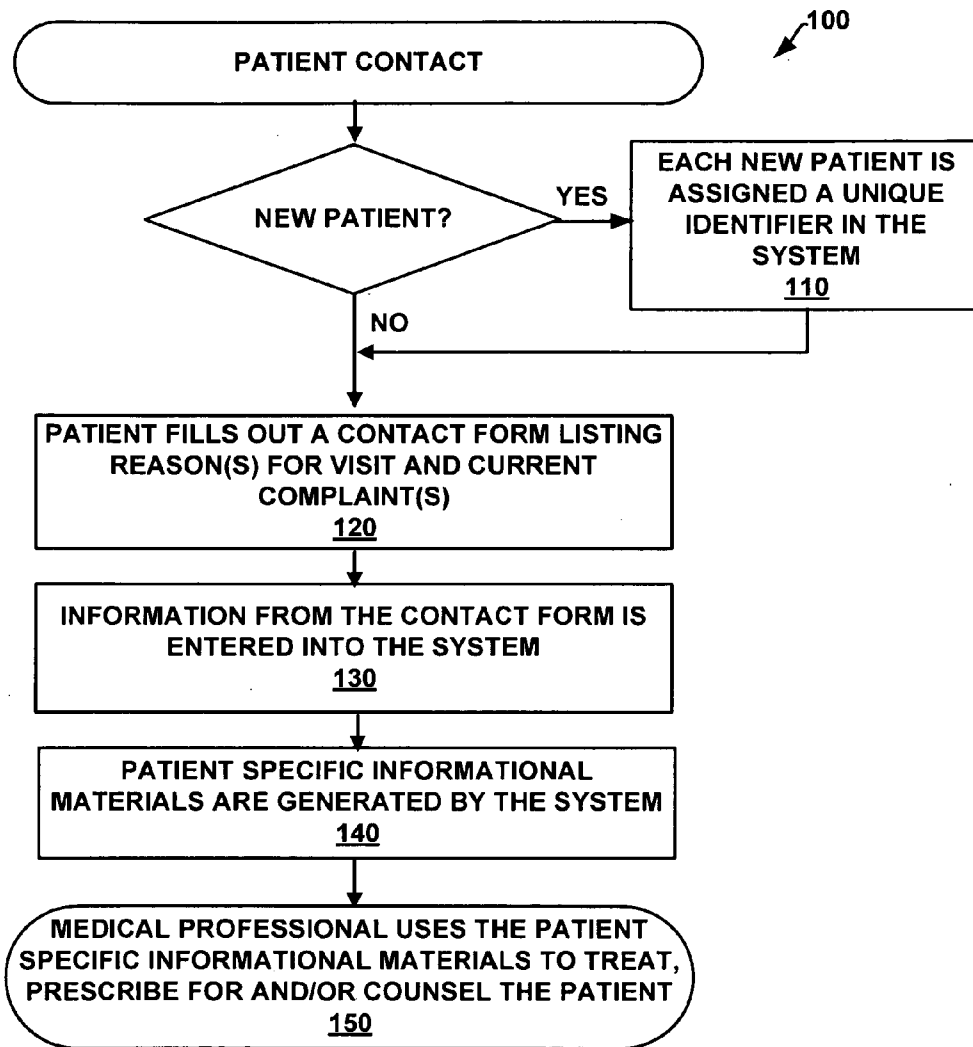 100
PATIENT CONTACT
NEW PATIENT?
YES
EACH NEW PATIENT IS
ASSIGNED A UNIQUE
IDENTIFIER IN THE
SYSTEM
110
NO
PATIENT FILLS OUT A CONTACT FORM LISTING
REASON(S) FOR VISIT AND CURRENT
COMPLAINT(S)
120
INFORMATION FROM THE CONTACT FORM IS
ENTERED INTO THE SYSTEM
130
PATIENT SPECIFIC INFORMATIONAL
MATERIALS ARE GENERATED BY THE SYSTEM
140
MEDICAL PROFESSIONAL USES THE PATIENT
SPECIFIC INFORMATIONAL MATERIALS TO TREAT,
PRESCRIBE FOR AND/OR COUNSEL THE PATIENT
150